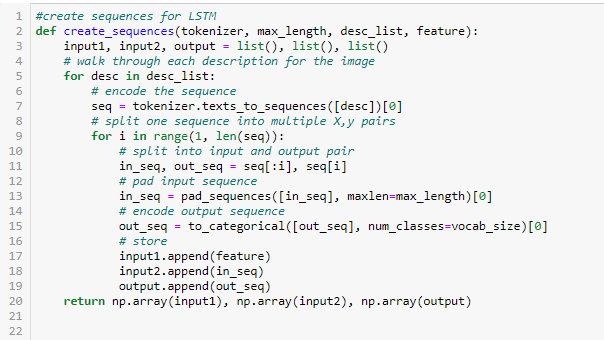 1 #create sequences for LSTM
2 def create_sequences(tokenizer, max_length, desc_list, feature):
3     input1, input2, output = list(), list(), list()
4     # walk through each description for the image
5     for desc in desc_list:
6         # encode the sequence
7         seq = tokenizer.texts_to_sequences([desc])[0]
8         # split one sequence into multiple X,y pairs
9         for i in range(1, len(seq)):
10             # split into input and output pair
11             in_seq, out_seq = seq[:i], seq[i]
12             # pad input sequence
13             in_seq = pad_sequences([in_seq], maxlen=max_length)[0]
14             # encode output sequence
15             out_seq = to_categorical([out_seq], num_classes=vocab_size)[0]
16             # store
17             input1.append(feature)
18             input2.append(in_seq)
19             output.append(out_seq)
20     return np.array(input1), np.array(input2), np.array(output)
21
22